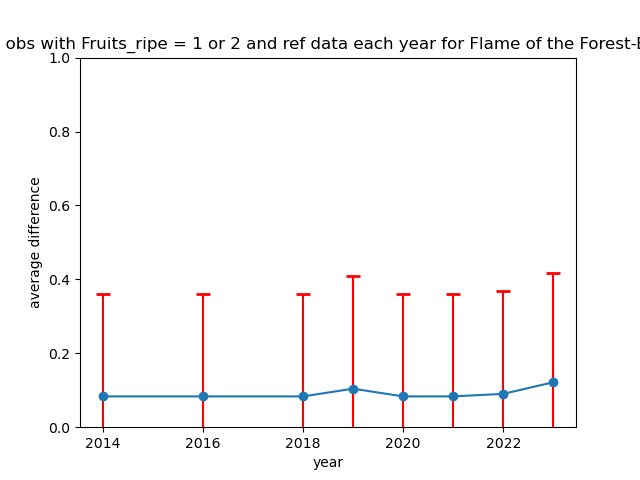 obs with Fruits_ripe = 1 or 2 and ref data each year for Flame of the Forest-
1.0
0.8
0.6
0.4
0.2
0.0
average difference
2014 2016 2018 2020 2022
year